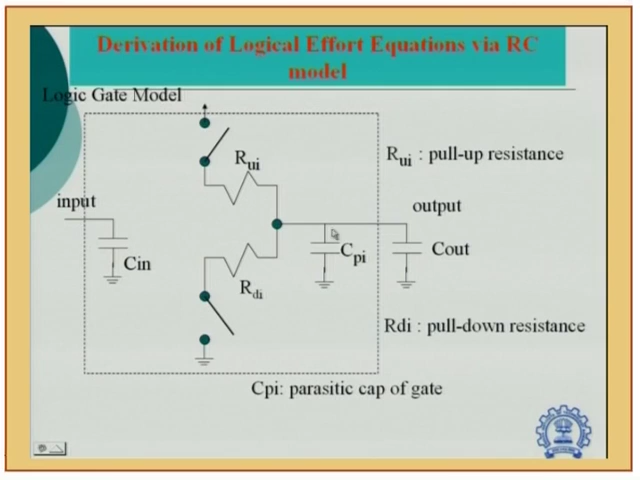 Derivation of Logical Effort Equations via RC
model
Logic Gate Model
Rui
Rui : pull-up resistance
input
output
Cin
Cpi
Cout
Rdi
Rdi : pull-down resistance
Cpi: parasitic cap of gate